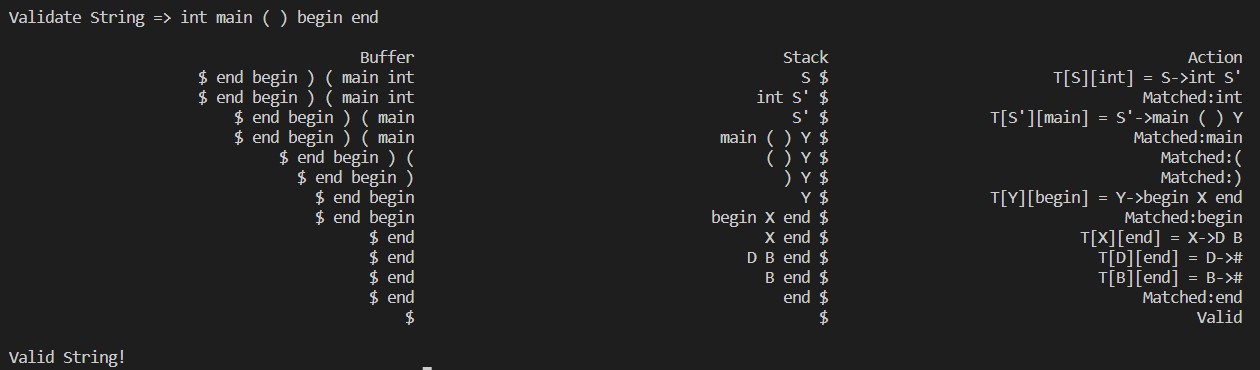 Validate String => int main ( ) begin end
Buffer Stack Action
$ end begin ) ( main int S $ T[S][int] = S->int S'
$ end begin ) ( main int int S' $ Matched:int
$ end begin ) ( main S' $ T[S'][main] = S'->main ( ) Y
$ end begin ) ( main main ( ) Y $ Matched:main
$ end begin ) ( ( ) Y $ Matched:(
$ end begin ) ) Y $ Matched:)
$ end begin Y $ T[Y][begin] = Y->begin X end
$ end begin begin X end $ Matched:begin
$ end X end $ T[X][end] = X->D B
$ end D B end $ T[D][end] = D->#
$ end B end $ T[B][end] = B->#
$ end end $ Matched:end
$ $ Valid
Valid String!